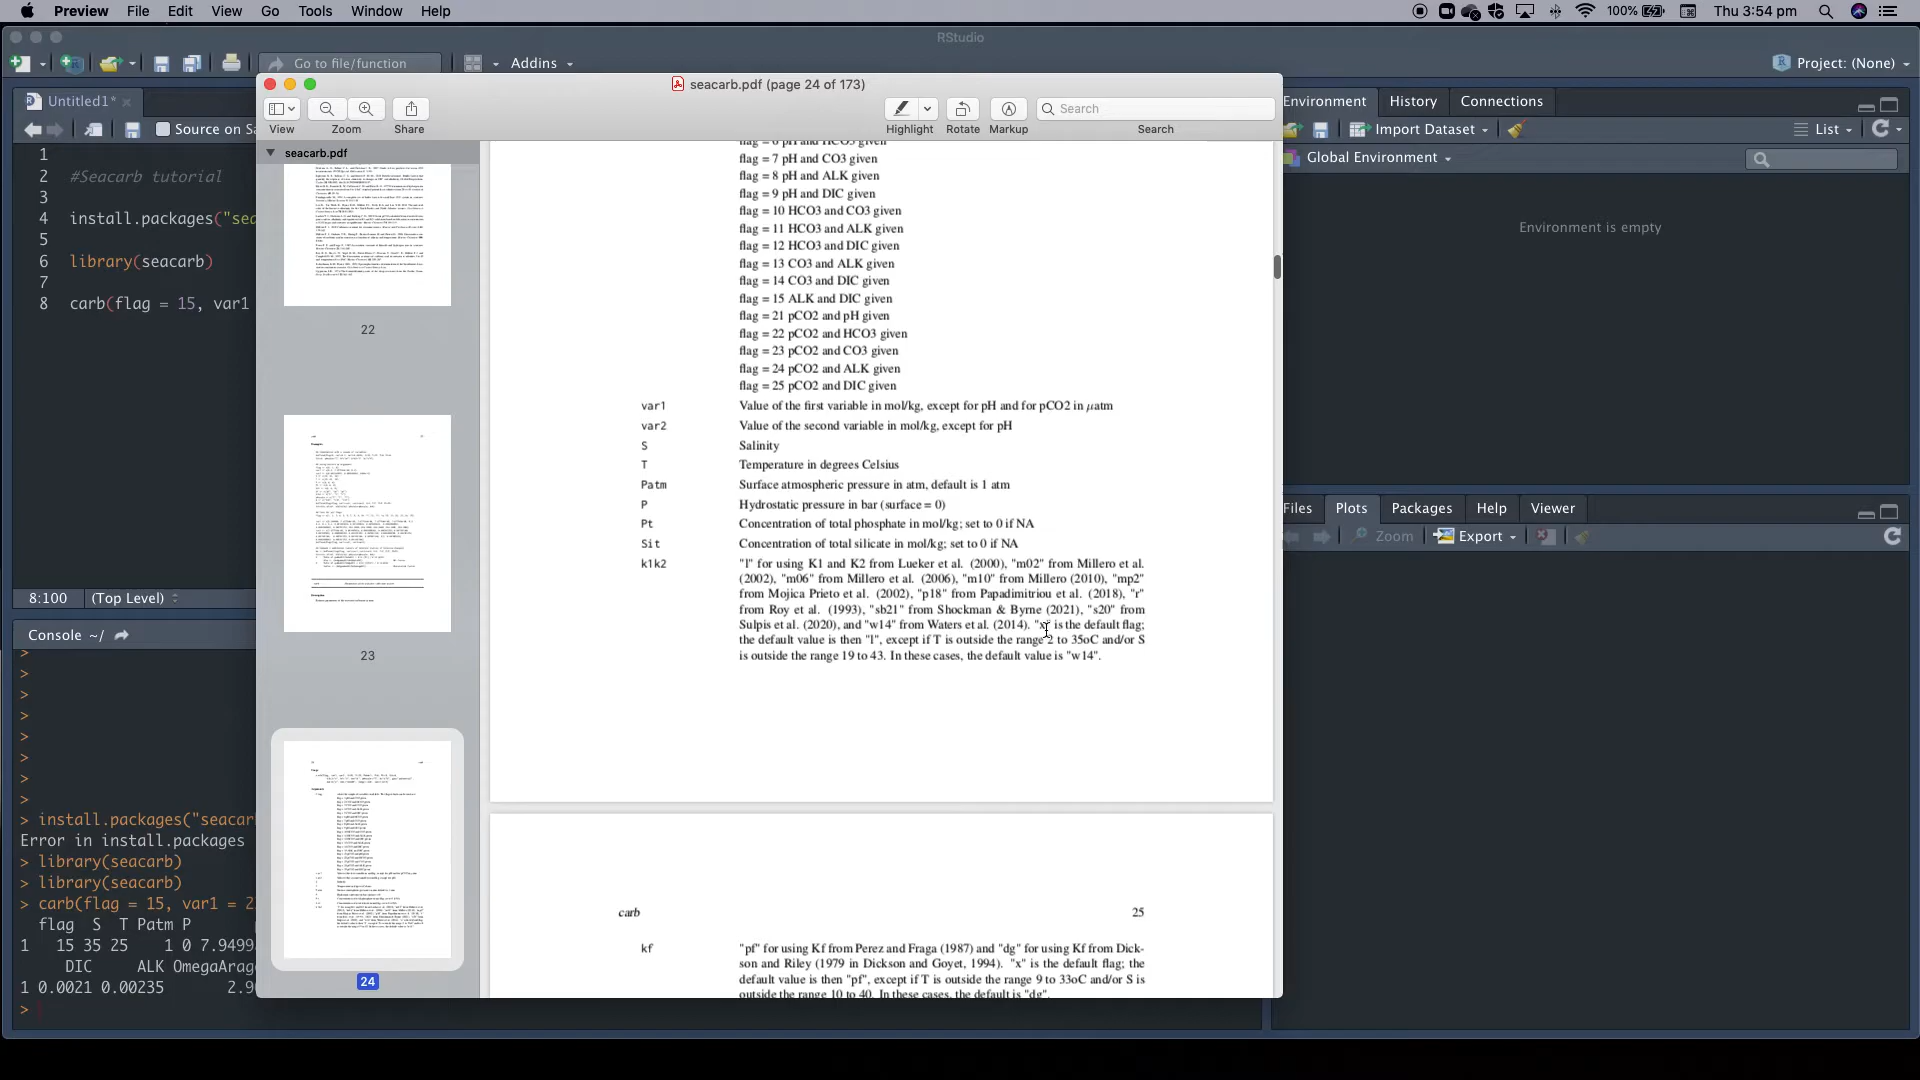 Preview File Edit View Go Tools Window Help
100% Thu 3:54 pm
RStudio
Go to file/function Addins Project: (None)
Untitled1* Environment History Connections
Source on Sa Import Dataset List
Global Environment
1
2 #Seacarb tutorial
3
4 install.packages("sea
5
6 library(seacarb)
7
8 carb(flag = 15, var1
8:100 (Top Level)
Console ~/
>
>
>
>
>
>
>
>
> install.packages("seacar
Error in install.packages
> library(seacarb)
> library(seacarb)
> carb(flag = 15, var1 = 2
flag S T Patm P
1 15 35 25 1 0 7.9499
DIC ALK OmegaArag
1 0.0021 0.00235 2.9
>
seacarb.pdf (page 24 of 173)
View Zoom Share Highlight Rotate Markup Search
Search
seacarb.pdf
22
23
24
flag = 6 pH and HCO3 given
flag = 7 pH and CO3 given
flag = 8 pH and ALK given
flag = 9 pH and DIC given
flag = 10 HCO3 and CO3 given
flag = 11 HCO3 and ALK given
flag = 12 HCO3 and DIC given
flag = 13 CO3 and ALK given
flag = 14 CO3 and DIC given
flag = 15 ALK and DIC given
flag = 21 pCO2 and pH given
flag = 22 pCO2 and HCO3 given
flag = 23 pCO2 and CO3 given
flag = 24 pCO2 and ALK given
flag = 25 pCO2 and DIC given
var1 Value of the first variable in mol/kg, except for pH and for pCO2 in μatm
var2 Value of the second variable in mol/kg, except for pH
S Salinity
T Temperature in degrees Celsius
Patm Surface atmospheric pressure in atm, default is 1 atm
P Hydrostatic pressure in bar (surface = 0)
Pt Concentration of total phosphate in mol/kg; set to 0 if NA
Sit Concentration of total silicate in mol/kg; set to 0 if NA
k1k2 "l" for using K1 and K2 from Lueker et al. (2000), "m02" from Millero et al.
(2002), "m06" from Millero et al. (2006), "m10" from Millero (2010), "mp2"
from Mojica Prieto et al. (2002), "p18" from Papadimitriou et al. (2018), "r"
from Roy et al. (1993), "sb21" from Shockman & Byrne (2021), "s20" from
Sulpis et al. (2020), and "w14" from Waters et al. (2014). "x" is the default flag;
the default value is then "l", except if T is outside the range 2 to 35oC and/or S
is outside the range 19 to 43. In these cases, the default value is "w14".
carb 25
kf "pf" for using Kf from Perez and Fraga (1987) and "dg" for using Kf from Dick-
son and Riley (1979 in Dickson and Goyet, 1994). "x" is the default flag; the
default value is then "pf", except if T is outside the range 9 to 33oC and/or S is
outside the range 10 to 40. In these cases, the default is "dg".
Environment is empty
Files Plots Packages Help Viewer
Zoom Export